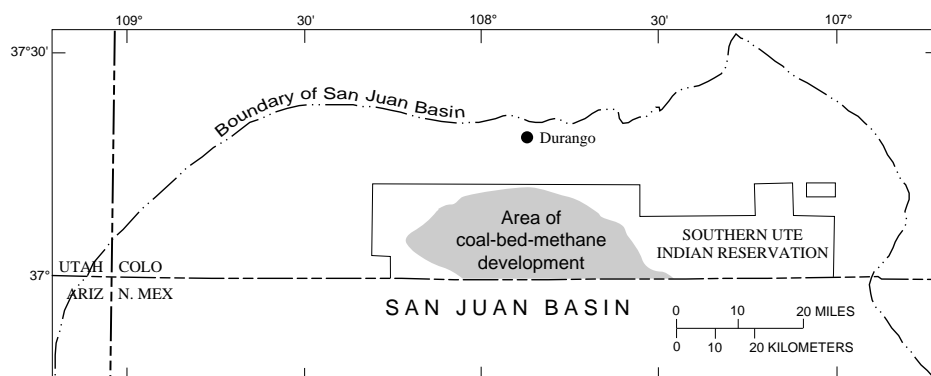 109° 30' 108° 30' 107°
37°30'
Boundary of San Juan Basin
Durango
Area of
coal-bed-methane
development
SOUTHERN UTE
INDIAN RESERVATION
UTAH COLO
37°
ARIZ N. MEX
SAN JUAN BASIN
0 10 20 MILES
0 10 20 KILOMETERS